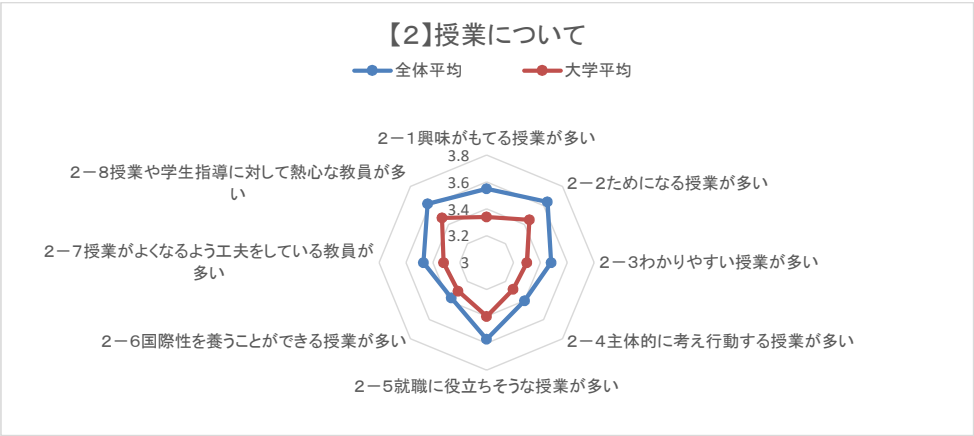 【2】授業について
全体平均
大学平均
2－1興味がもてる授業が多い
3.8
3.6
3.4
3.2
3
2－2ためになる授業が多い
2－3わかりやすい授業が多い
2－4主体的に考え行動する授業が多い
2－5就職に役立ちそうな授業が多い
2－6国際性を養うことができる授業が多い
2－7授業がよくなるよう工夫をしている教員が
多い
2－8授業や学生指導に対して熱心な教員が多
い